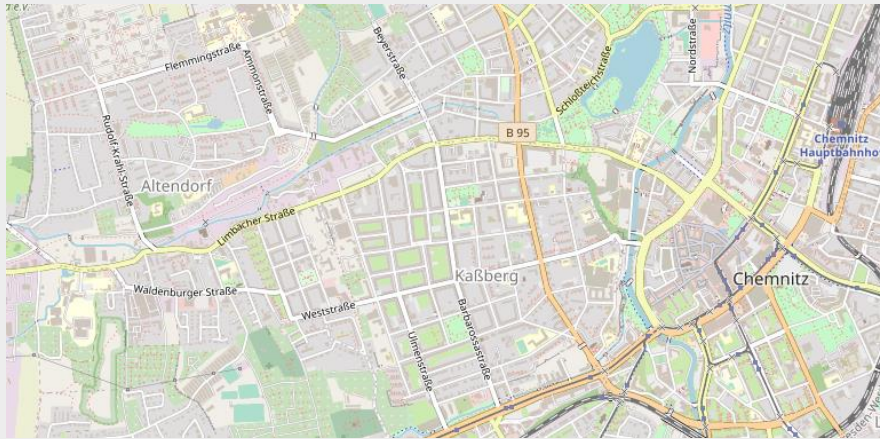 Flemmingstraße
Ammonstraße
Beyerstraße
Schloßteichstraße
Nordstraße
B 95
Chemnitz
Hauptbahnhof
Rudolf-Krahl-Straße
Altendorf
Limbacher Straße
Waldenburger Straße
Weststraße
Kaßberg
Chemnitz
Ulmenstraße
Barbarossastraße